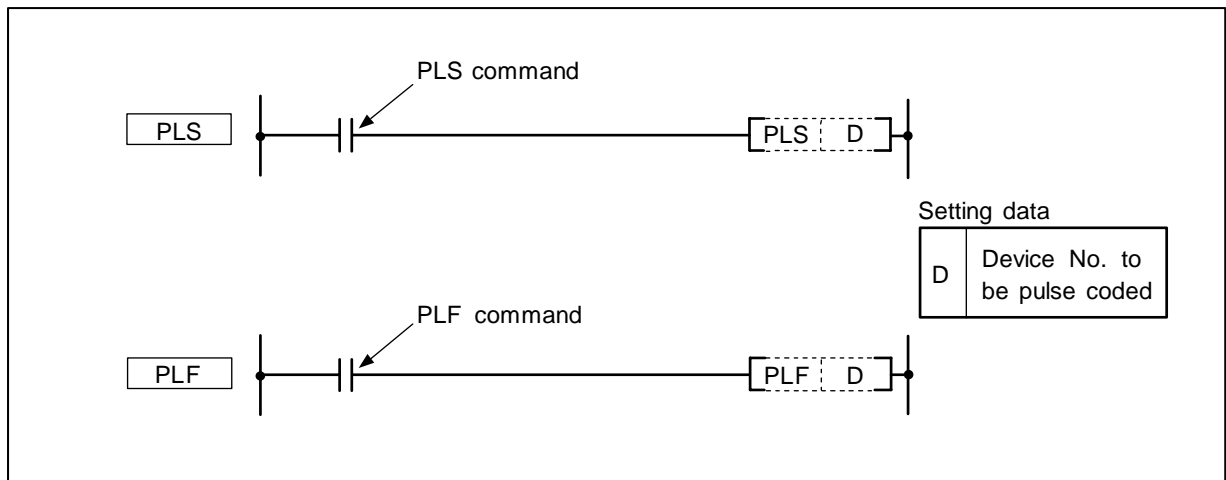 PLS command
PLS
PLS D
Setting data
D
Device No. to
be pulse coded
PLF command
PLF
PLF D